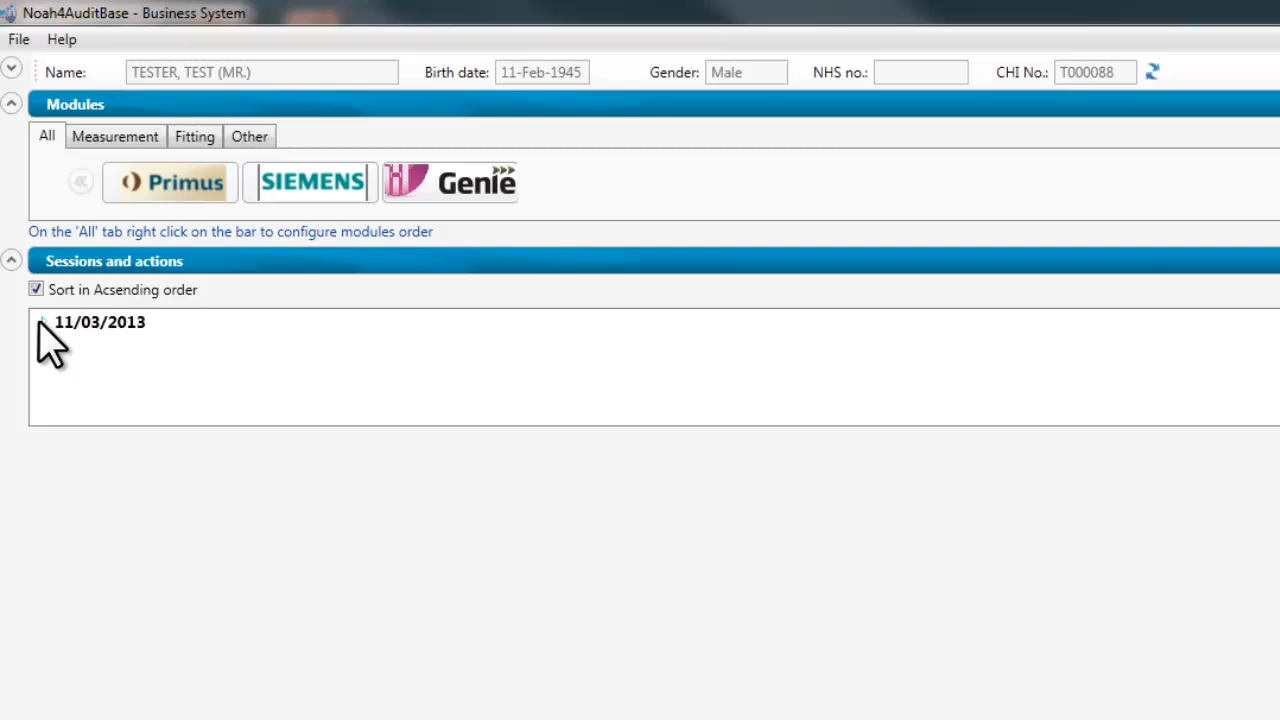 Noah4AuditBase - Business System
File Help
Name: TESTER, TEST (MR.) Birth date: 11-Feb-1945 Gender: Male NHS no.: CHI No.: T000088
Modules
All Measurement Fitting Other
Primus SIEMENS Genie
On the 'All' tab right click on the bar to configure modules order
Sessions and actions
Sort in Acsending order
11/03/2013